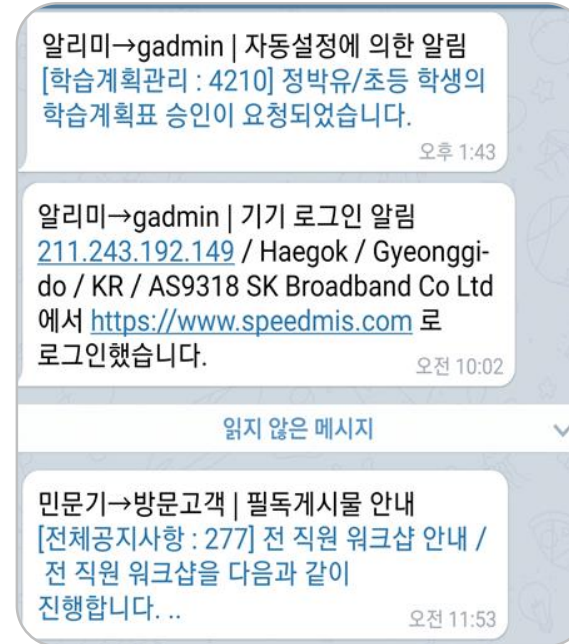 알리미→gadmin | 자동설정에 의한 알림
[학습계획관리 : 4210] 정박유/초등 학생의
학습계획표 승인이 요청되었습니다.
오후 1:43
알리미→gadmin | 기기 로그인 알림
211.243.192.149 / Haegok / Gyeonggi-
do / KR / AS9318 SK Broadband Co Ltd
에서 https://www.speedmis.com 로
로그인했습니다.
오전 10:02
읽지 않은 메시지
민문기→방문고객 | 필독게시물 안내
[전체공지사항 : 277] 전 직원 워크샵 안내 /
전 직원 워크샵을 다음과 같이
진행합니다. ..
오전 11:53